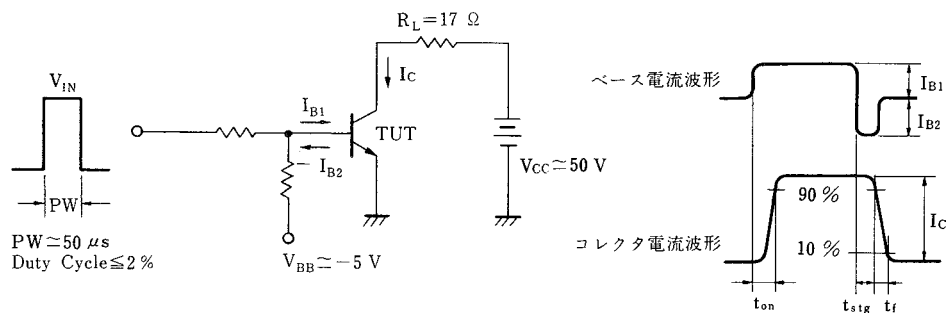 R_L=17 Ω
V_IN
I_C
I_B1
TUT
I_B2
V_CC≃50 V
PW
PW≃50 μs
Duty Cycle≦2 %
V_BB≃−5 V
ベース電流波形
I_B1
I_B2
90 %
I_C
コレクタ電流波形
10 %
t_on
t_stg
t_f